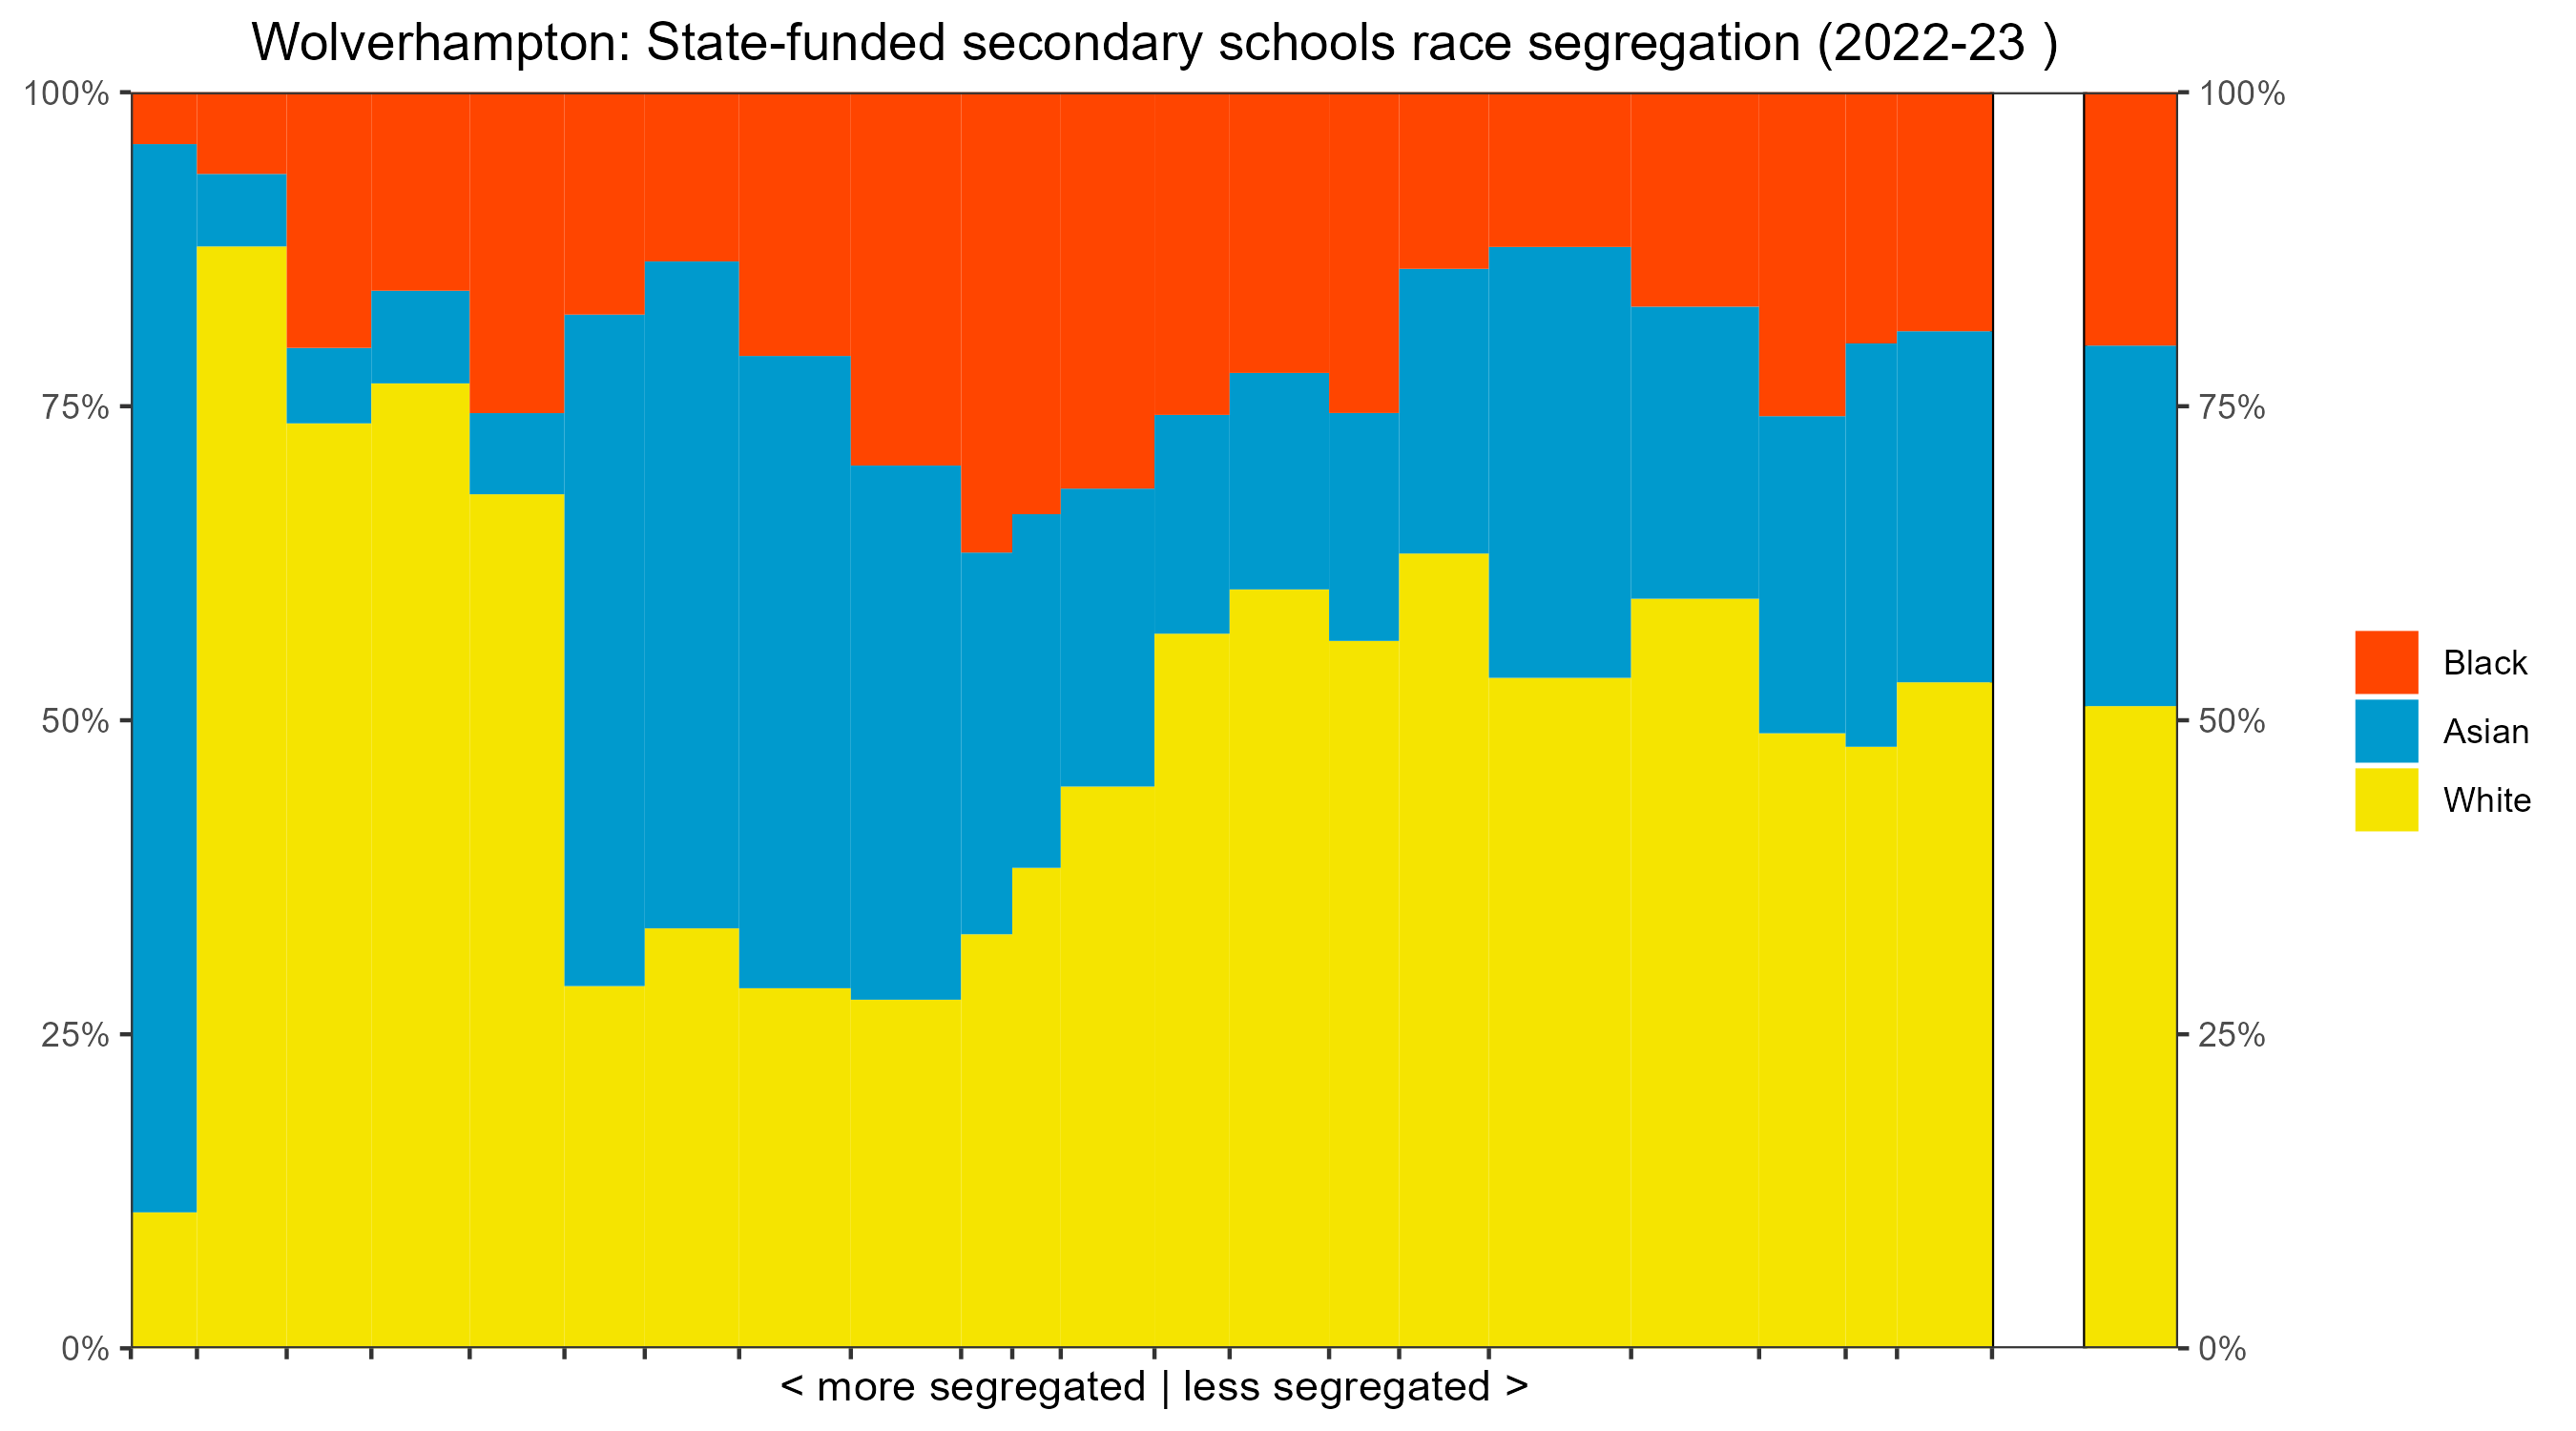 Wolverhampton: State-funded secondary schools race segregation (2022-23 )
100%
75%
50%
25%
0%
100%
75%
50%
25%
0%
< more segregated | less segregated >
Black
Asian
White